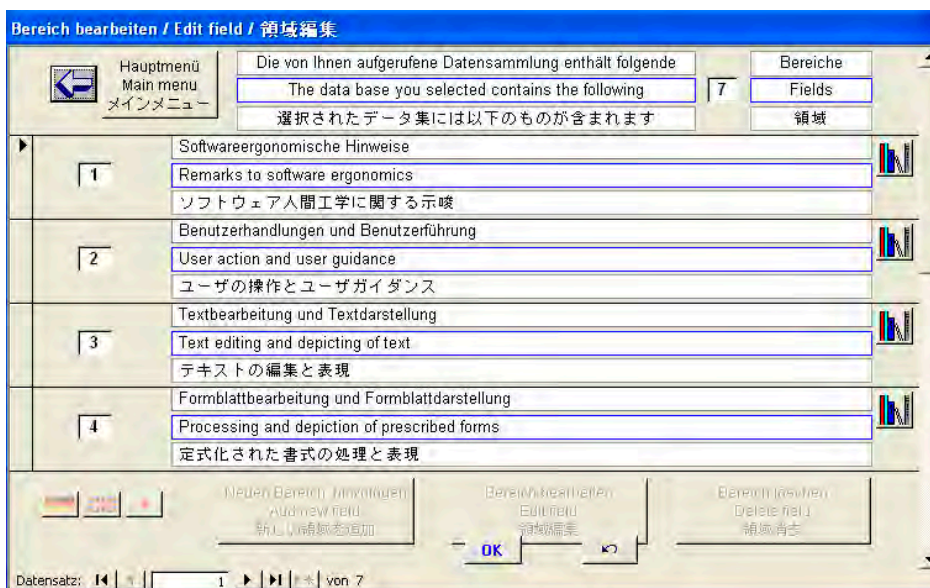 Bereich bearbeiten / Edit field / 領域編集
Hauptmenü
Main menu
メインメニュー
Die von Ihnen aufgerufene Datensammlung enthält folgende
The data base you selected contains the following
選択されたデータ集には以下のものが含まれます
7
Bereiche
Fields
領域
1
Softwareergonomische Hinweise
Remarks to software ergonomics
ソフトウェア人間工学に関する示唆
2
Benutzerhandlungen und Benutzerführung
User action and user guidance
ユーザの操作とユーザガイダンス
3
Textbearbeitung und Textdarstellung
Text editing and depicting of text
テキストの編集と表現
4
Formblattbearbeitung und Formblattdarstellung
Processing and depiction of prescribed forms
定式化された書式の処理と表現
Neuen Bereich hinzufügen
Add new field
新しい領域を追加
Bereich bearbeiten
Edit field
領域編集
Bereich löschen
Delete field
領域消去
OK
Datensatz: 1 von 7